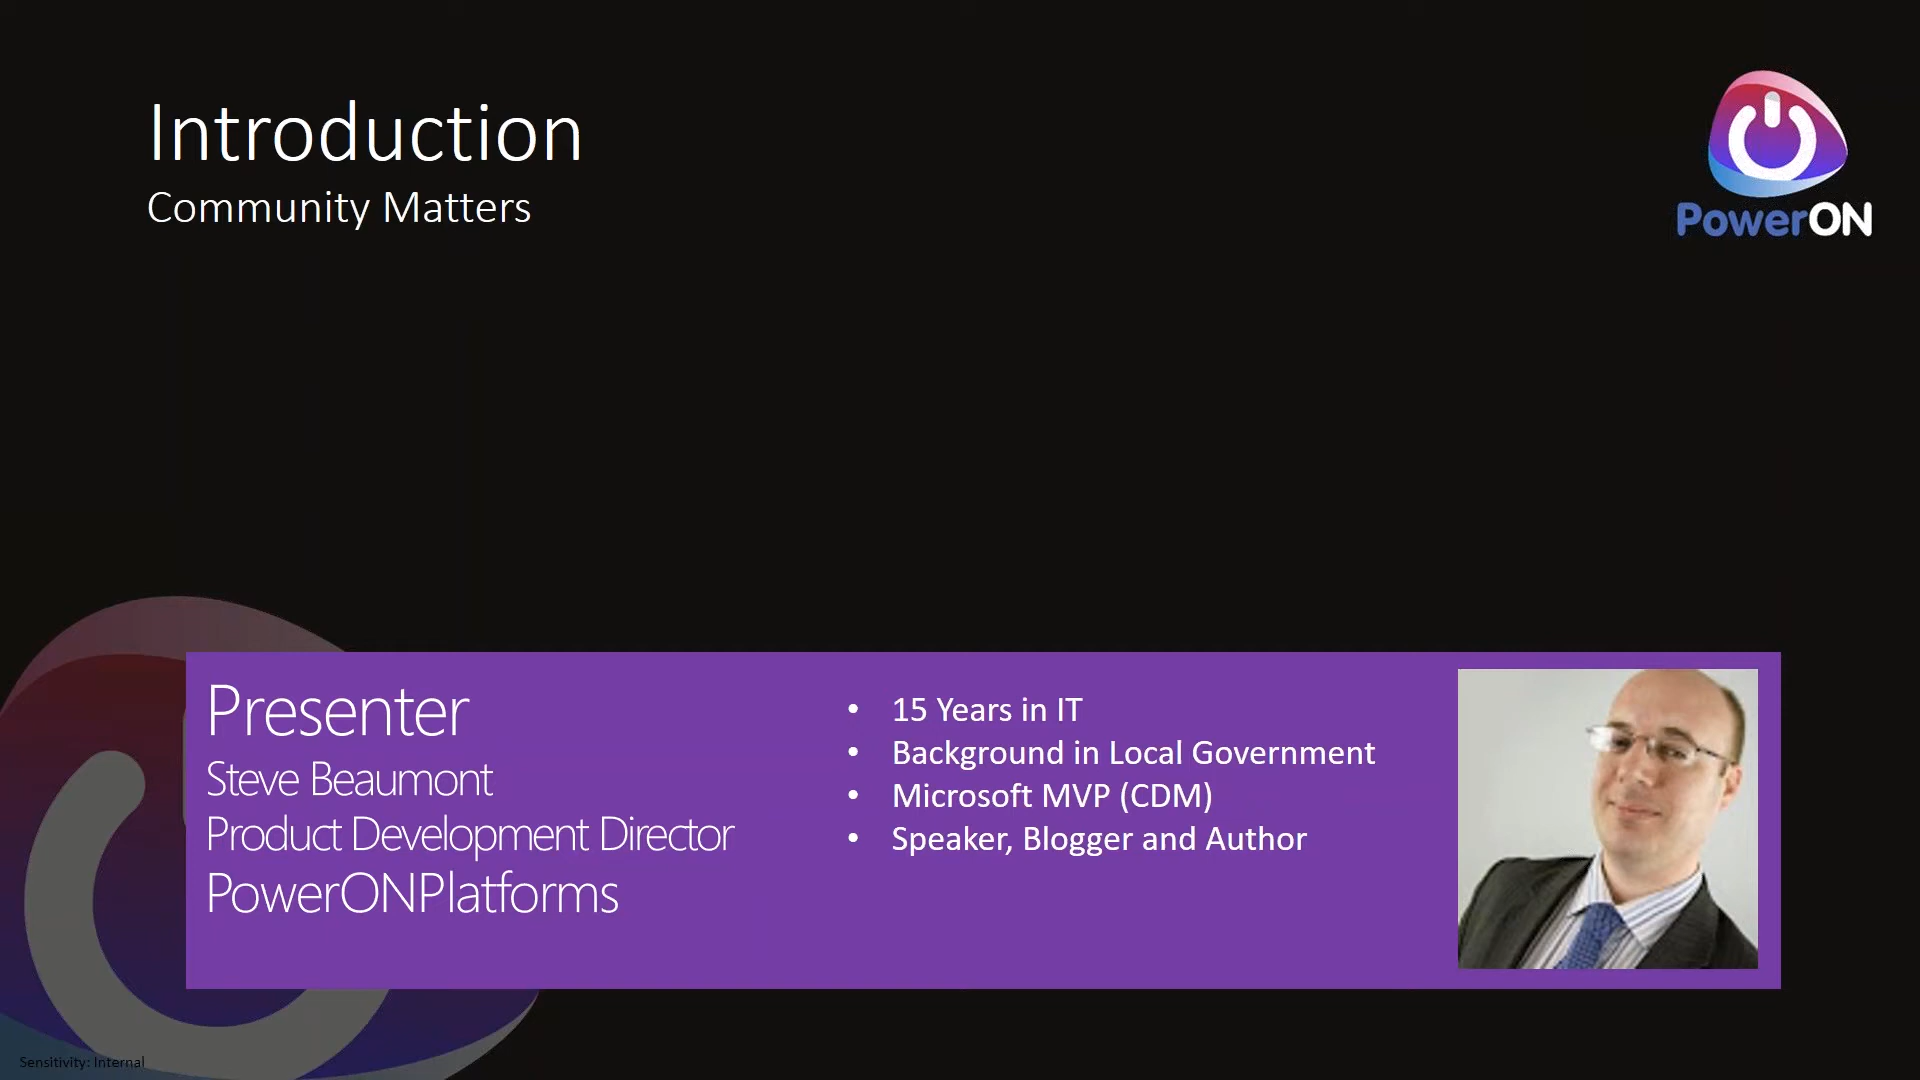 Introduction
Community Matters
PowerON
Presenter
Steve Beaumont
Product Development Director
PowerONPlatforms
• 15 Years in IT
• Background in Local Government
• Microsoft MVP (CDM)
• Speaker, Blogger and Author
Sensitivity: Internal